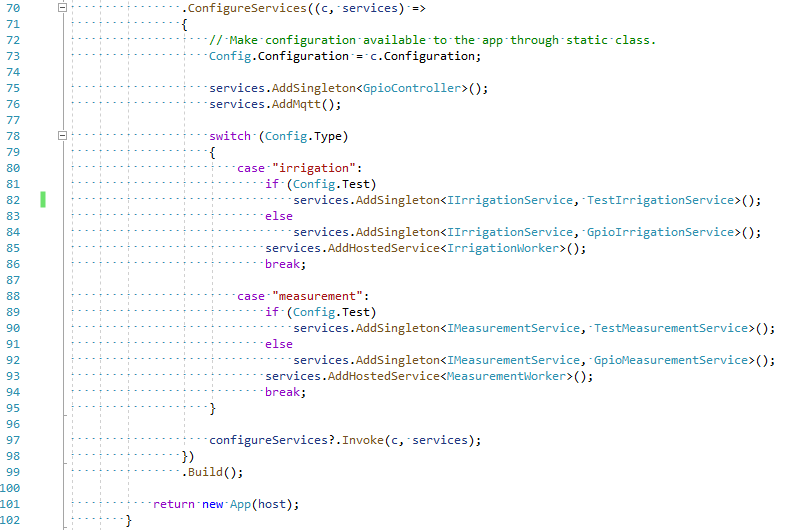 70 .ConfigureServices((c, services) =>
71 {
72 // Make configuration available to the app through static class.
73 Config.Configuration = c.Configuration;
74
75 services.AddSingleton<GpioController>();
76 services.AddMqtt();
77
78 switch (Config.Type)
79 {
80 case "irrigation":
81 if (Config.Test)
82 services.AddSingleton<IIrrigationService, TestIrrigationService>();
83 else
84 services.AddSingleton<IIrrigationService, GpioIrrigationService>();
85 services.AddHostedService<IrrigationWorker>();
86 break;
87
88 case "measurement":
89 if (Config.Test)
90 services.AddSingleton<IMeasurementService, TestMeasurementService>();
91 else
92 services.AddSingleton<IMeasurementService, GpioMeasurementService>();
93 services.AddHostedService<MeasurementWorker>();
94 break;
95 }
96
97 configureServices?.Invoke(c, services);
98 })
99 .Build();
100
101 return new App(host);
102 }